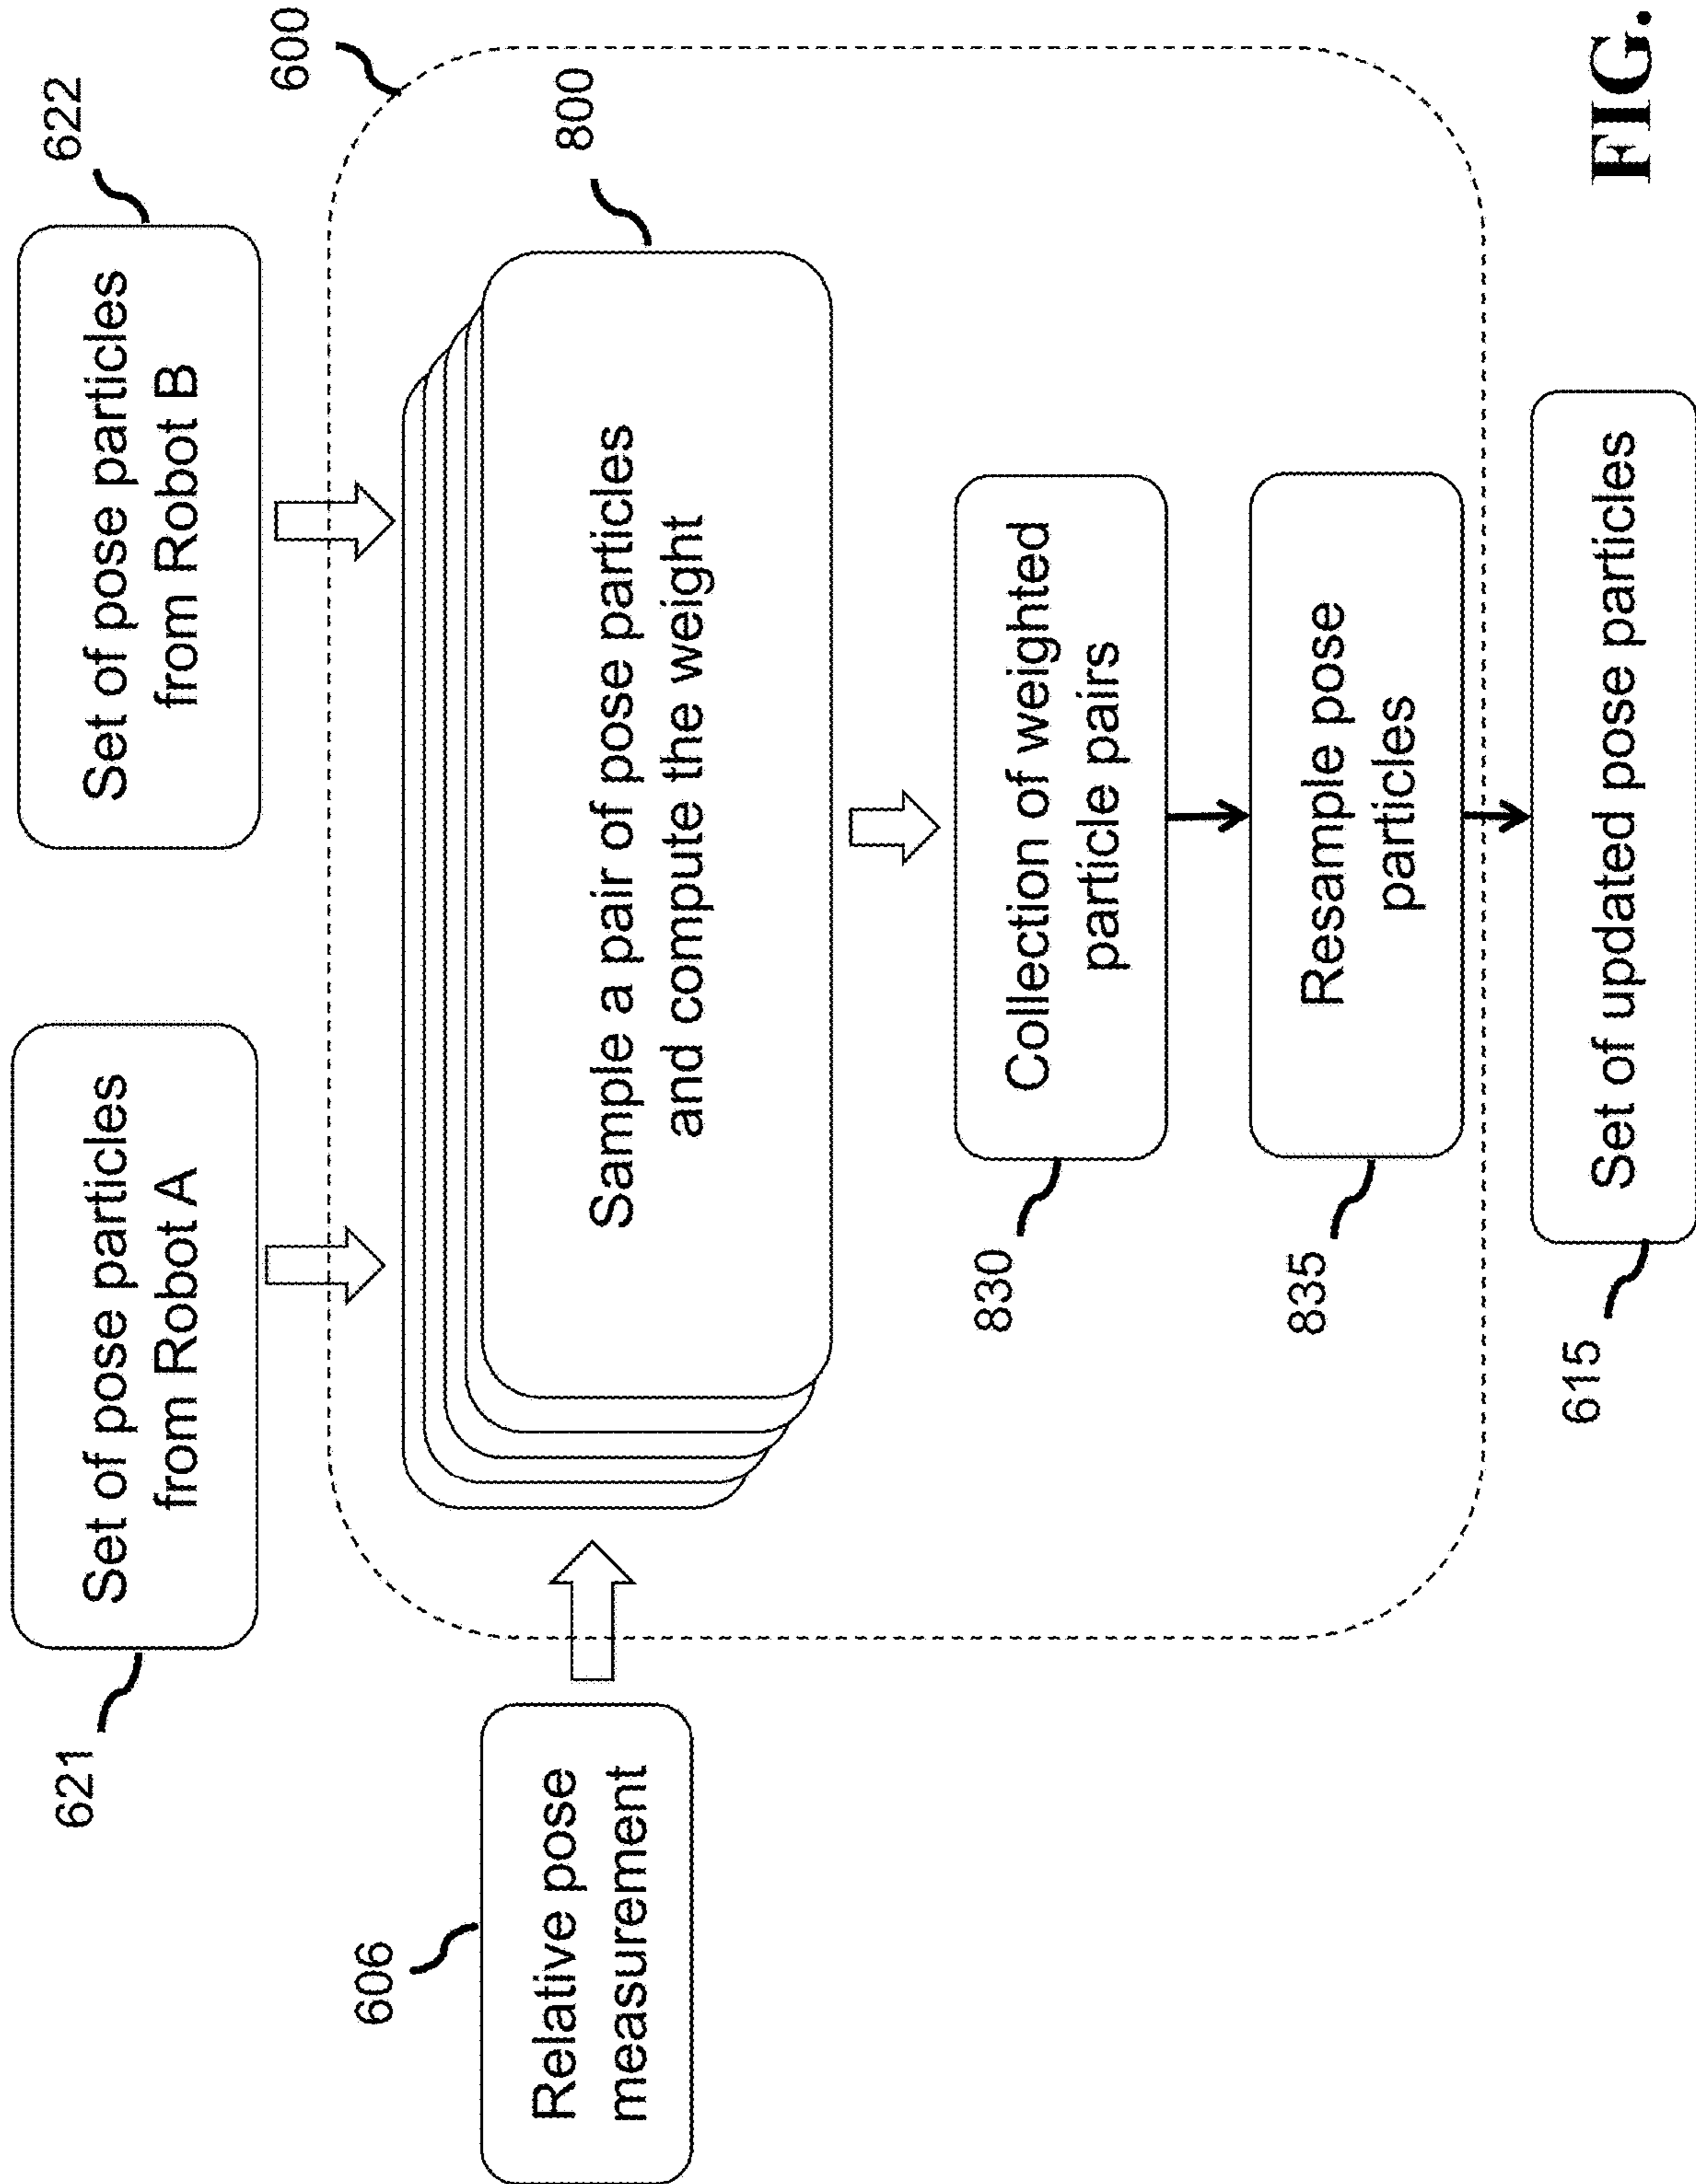 621
Set of pose particles
from Robot A
622
Set of pose particles
from Robot B
600
606
Relative pose
measurement
800
Sample a pair of pose particles
and compute the weight
830
Collection of weighted
particle pairs
835
Resample pose
particles
615
Set of updated pose particles
FIG.